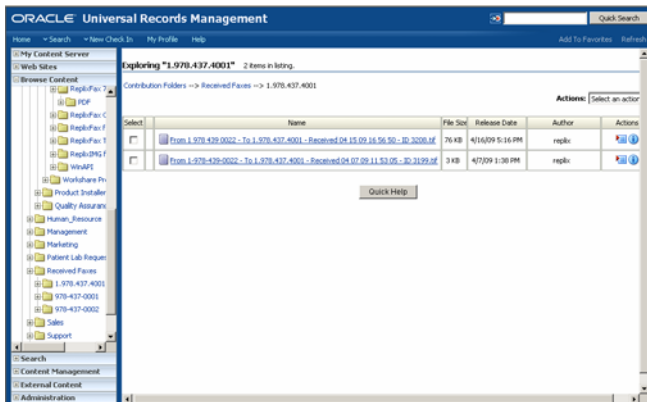 ORACLE Universal Records Management
Quick Search
Home Search New Check In My Profile Help Add To Favorites Refresh
My Content Server
Web Sites
Browse Content
ReplixFax 7
PDF
ReplixFax C
ReplixFax F
ReplixFax T
ReplixIMG f
WinAPI
Workshare Pr
Product Installer
Quality Assuranc
Human_Resource
Management
Marketing
Patient Lab Reques
Received Faxes
1.978.437.4001
978-437-0001
978-437-0002
Sales
Support
Search
Content Management
External Content
Administration
Exploring "1.978.437.4001" 2 items in listing.
Contribution Folders --> Received Faxes --> 1.978.437.4001
Actions: Select an action
Select Name File Size Release Date Author Actions
From 1 978 439 0022 - To 1.978.437.4001 - Received 04 15 09 16 56 50 - ID 3208.tif 76 KB 4/16/09 5:16 PM replix
From 1-978-439-0022 - To 1.978.437.4001 - Received 04 07 09 11 53 05 - ID 3199.tif 3 KB 4/7/09 1:38 PM replix
Quick Help